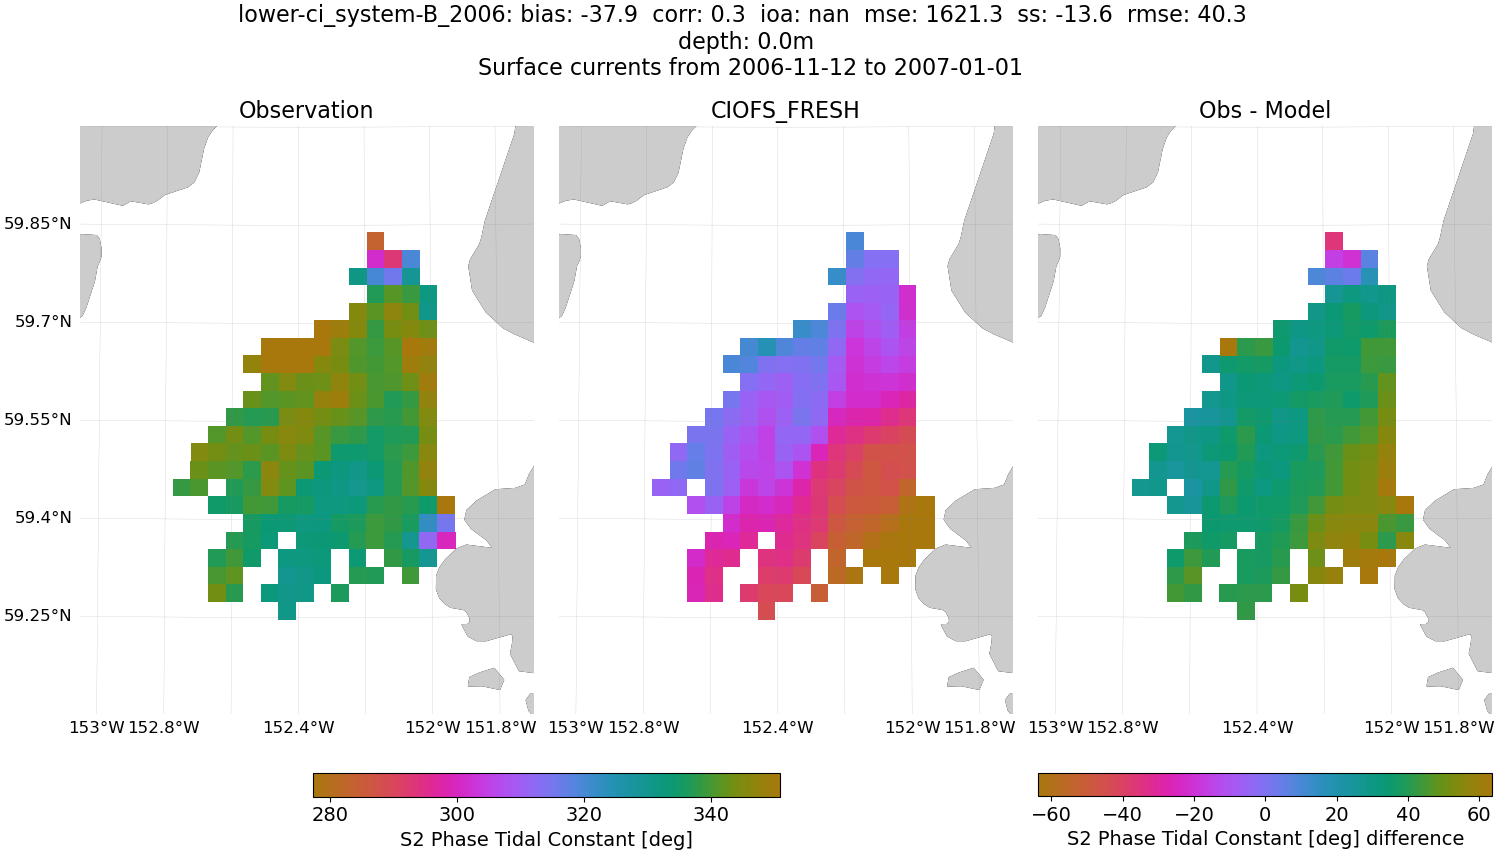 lower-ci_system-B_2006: bias: -37.9  corr: 0.3  ioa: nan  mse: 1621.3  ss: -13.6  rmse: 40.3
depth: 0.0m
Surface currents from 2006-11-12 to 2007-01-01
Observation
CIOFS_FRESH
Obs - Model
59.85°N
59.7°N
59.55°N
59.4°N
59.25°N
153°W 152.8°W 152.4°W 152°W 151.8°W
153°W 152.8°W 152.4°W 152°W 151.8°W
153°W 152.8°W 152.4°W 152°W 151.8°W
280 300 320 340
S2 Phase Tidal Constant [deg]
−60 −40 −20 0 20 40 60
S2 Phase Tidal Constant [deg] difference